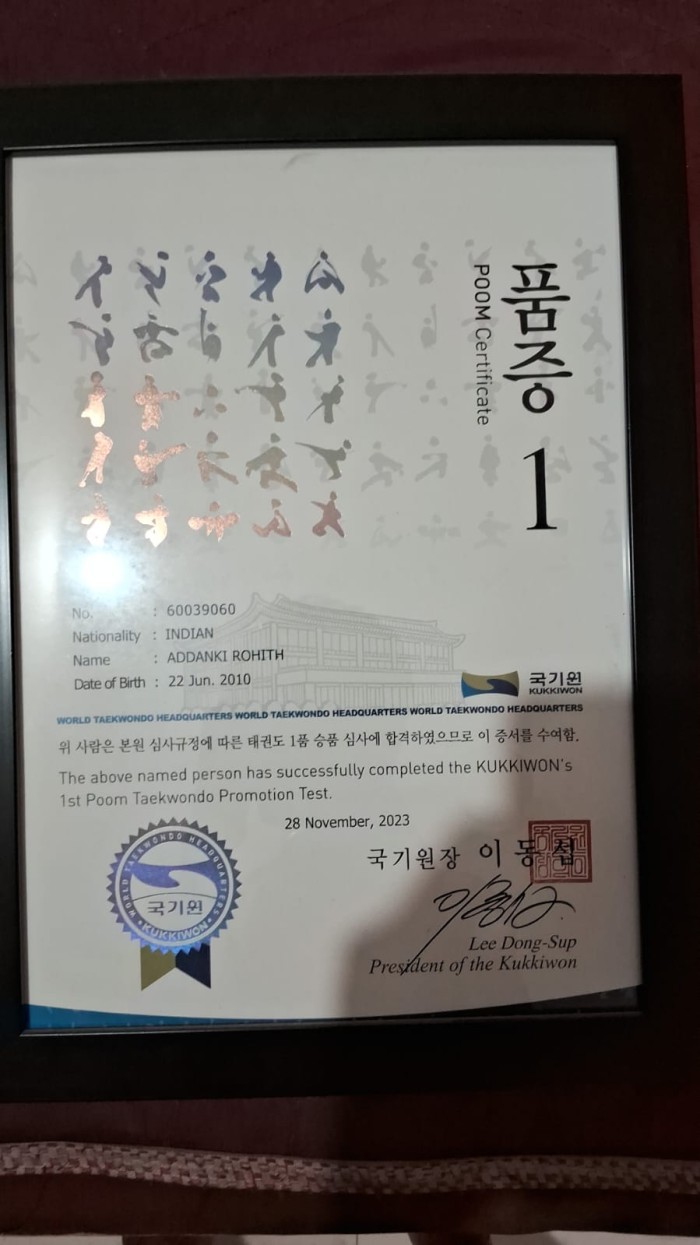 품증 1
POOM Certificate
No. : 60039060
Nationality : INDIAN
Name : ADDANKI ROHITH
Date of Birth : 22 Jun. 2010
국기원
KUKKIWON
WORLD TAEKWONDO HEADQUARTERS WORLD TAEKWONDO HEADQUARTERS WORLD TAEKWONDO HEADQUARTERS
위 사람은 본원 심사규정에 따른 태권도 1품 승품 심사에 합격하였으므로 이 증서를 수여함.
The above named person has successfully completed the KUKKIWON's
1st Poom Taekwondo Promotion Test.
28 November, 2023
국기원장 이동섭
Lee Dong-Sup
President of the Kukkiwon
WORLD TAEKWONDO HEADQUARTERS
국기원
KUKKIWON